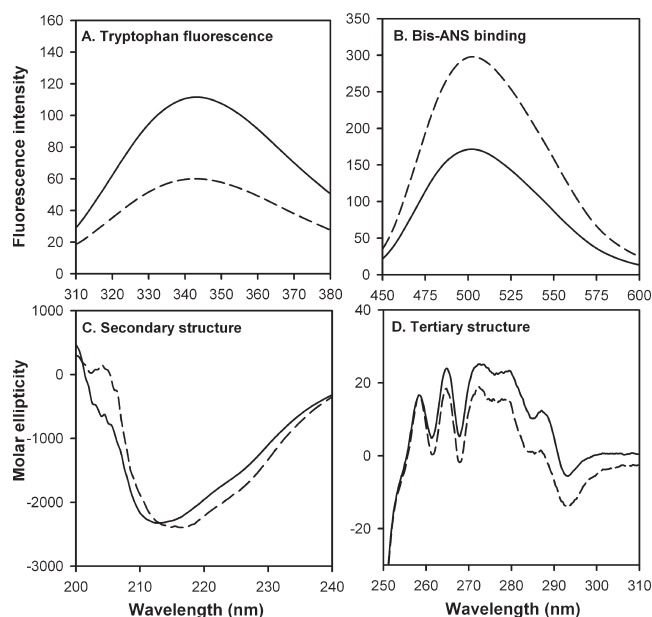 A. Tryptophan fluorescence
B. Bis-ANS binding
Fluorescence intensity
160
140
120
100
80
60
40
20
0
310 320 330 340 350 360 370 380
350
300
250
200
150
100
50
0
450 475 500 525 550 575 600
C. Secondary structure
D. Tertiary structure
Molar ellipticity
1000
0
-1000
-2000
-3000
200 210 220 230 240
Wavelength (nm)
40
20
0
-20
250 260 270 280 290 300 310
Wavelength (nm)